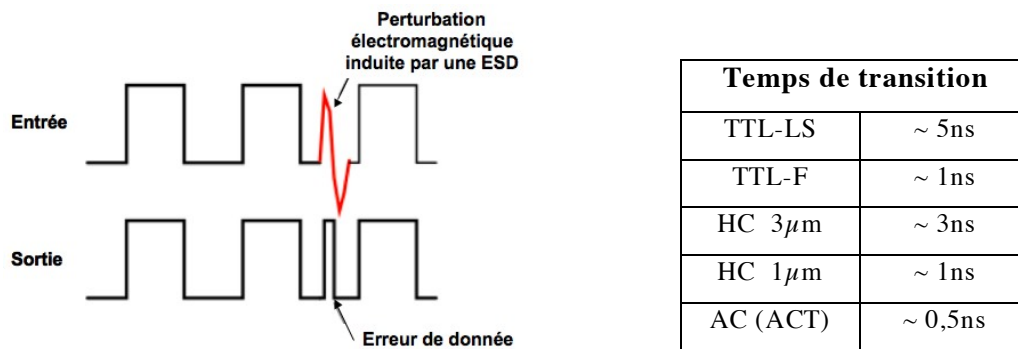 Perturbation
électromagnétique
induite par une ESD
Entrée
Sortie
Erreur de donnée
Temps de transition
TTL-LS ~ 5ns
TTL-F ~ 1ns
HC 3µm ~ 3ns
HC 1µm ~ 1ns
AC (ACT) ~ 0,5ns